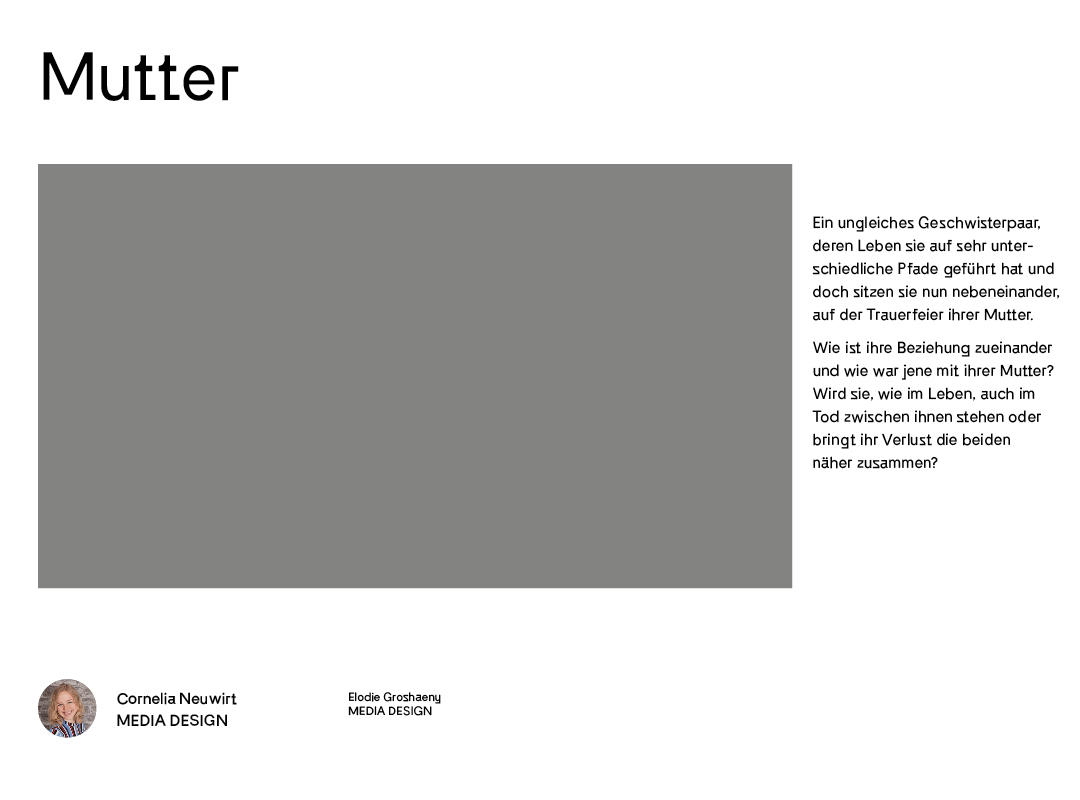 Mutter
Ein ungleiches Geschwisterpaar,
deren Leben sie auf sehr unter-
schiedliche Pfade geführt hat und
doch sitzen sie nun nebeneinander,
auf der Trauerfeier ihrer Mutter.
Wie ist ihre Beziehung zueinander
und wie war jene mit ihrer Mutter?
Wird sie, wie im Leben, auch im
Tod zwischen ihnen stehen oder
bringt ihr Verlust die beiden
näher zusammen?
Cornelia Neuwirt
MEDIA DESIGN
Elodie Groshaeny
MEDIA DESIGN